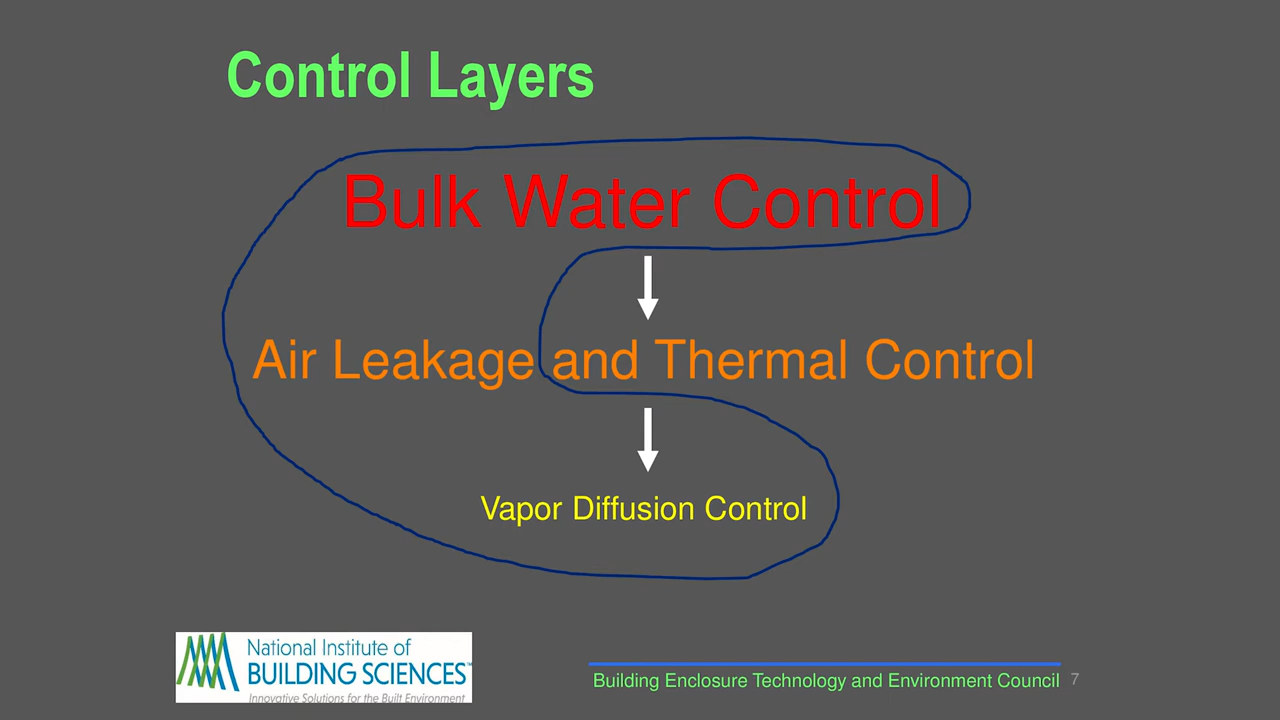 Control Layers
Bulk Water Control
Air Leakage and Thermal Control
Vapor Diffusion Control
National Institute of
BUILDING SCIENCES™
Innovative Solutions for the Built Environment
Building Enclosure Technology and Environment Council 7